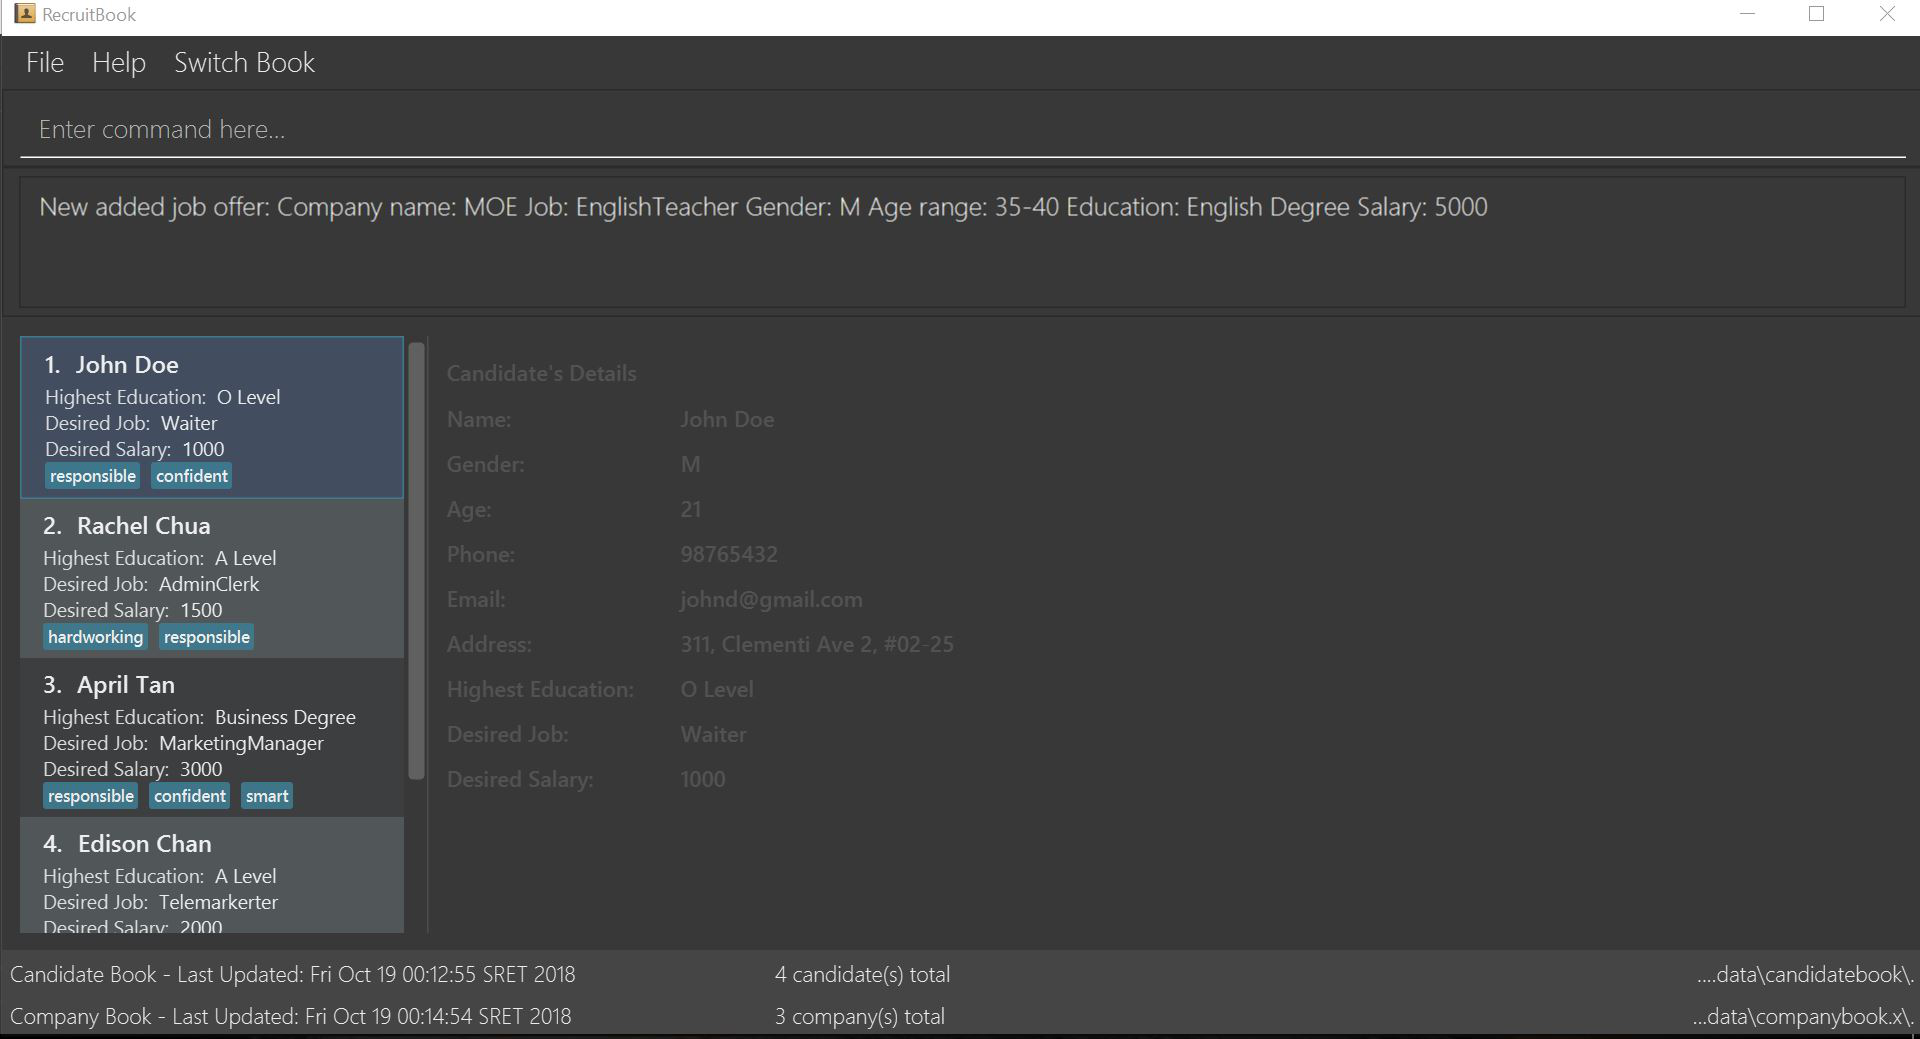 RecruitBook
File Help Switch Book
Enter command here...
New added job offer: Company name: MOE Job: EnglishTeacher Gender: M Age range: 35-40 Education: English Degree Salary: 5000
1. John Doe
Highest Education: O Level
Desired Job: Waiter
Desired Salary: 1000
responsible confident
2. Rachel Chua
Highest Education: A Level
Desired Job: AdminClerk
Desired Salary: 1500
hardworking responsible
3. April Tan
Highest Education: Business Degree
Desired Job: MarketingManager
Desired Salary: 3000
responsible confident smart
4. Edison Chan
Highest Education: A Level
Desired Job: Telemarkerter
Desired Salary: 2000
Candidate's Details
Name: John Doe
Gender: M
Age: 21
Phone: 98765432
Email: johnd@gmail.com
Address: 311, Clementi Ave 2, #02-25
Highest Education: O Level
Desired Job: Waiter
Desired Salary: 1000
Candidate Book - Last Updated: Fri Oct 19 00:12:55 SRET 2018 4 candidate(s) total ....data\candidatebook\.
Company Book - Last Updated: Fri Oct 19 00:14:54 SRET 2018 3 company(s) total ...data\companybook.x\.